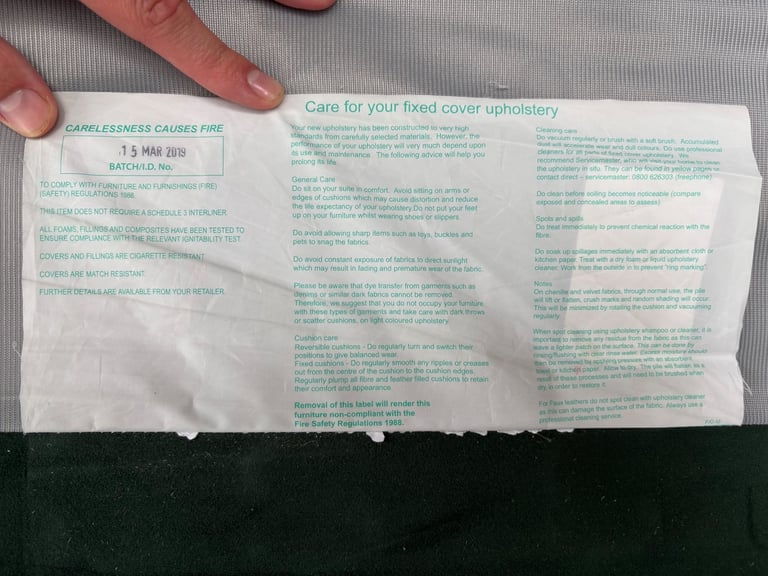 Care for your fixed cover upholstery
CARELESSNESS CAUSES FIRE
15 MAR 2019
BATCH/I.D. No.
TO COMPLY WITH FURNITURE AND FURNISHINGS (FIRE)
(SAFETY) REGULATIONS 1988.
THIS ITEM DOES NOT REQUIRE A SCHEDULE 3 INTERLINER.
ALL FOAMS, FILLINGS AND COMPOSITES HAVE BEEN TESTED TO
ENSURE COMPLIANCE WITH THE RELEVANT IGNITABILITY TEST.
COVERS AND FILLINGS ARE CIGARETTE RESISTANT.
COVERS ARE MATCH RESISTANT.
FURTHER DETAILS ARE AVAILABLE FROM YOUR RETAILER.
Your new upholstery has been constructed to very high
standards from carefully selected materials. However, the
performance of your upholstery will very much depend upon
its use and maintenance. The following advice will help you
prolong its life.
General Care
Do sit on your suite in comfort. Avoid sitting on arms or
edges of cushions which may cause distortion and reduce
the life expectancy of your upholstery.Do not put your feet
up on your furniture whilst wearing shoes or slippers.
Do avoid allowing sharp items such as toys, buckles and
pets to snag the fabrics.
Do avoid constant exposure of fabrics to direct sunlight
which may result in fading and premature wear of the fabric.
Please be aware that dye transfer from garments such as
denims or similar dark fabrics cannot be removed.
Therefore, we suggest that you do not occupy your furniture
with these types of garments and take care with dark throws
or scatter cushions, on light coloured upholstery.
Cushion care
Reversible cushions - Do regularly turn and switch their
positions to give balanced wear.
Fixed cushions - Do regularly smooth any ripples or creases
out from the centre of the cushion to the cushion edges.
Regularly plump all fibre and feather filled cushions to retain
their comfort and appearance.
Removal of this label will render this
furniture non-compliant with the
Fire Safety Regulations 1988.
Cleaning care
Do vacuum regularly or brush with a soft brush. Accumulated
dust will accelerate wear and dull colours. Do use professional
cleaners for all parts of fixed cover upholstery. We
recommend Servicemaster, who will visit your home to clean
the upholstery in situ. They can be found in yellow pages or
contact direct - servicemaster: 0800 626303 (freephone)
Do clean before soiling becomes noticeable (compare
exposed and concealed areas to assess)
Spots and spills
Do treat immediately to prevent chemical reaction with the
fibre.
Do soak up spillages immediately with an absorbent cloth or
kitchen paper. Treat with a dry foam or liquid upholstery
cleaner. Work from the outside in to prevent "ring marking".
Notes
On chenille and velvet fabrics, through normal use, the pile
will lift or flatten, crush marks and random shading will occur.
This will be minimized by rotating the cushion and vacuuming
regularly.
When spot cleaning using upholstery shampoo or cleaner, it is
important to remove any residue from the fabric as this can
leave a lighter patch on the surface. This can be done by
rinsing/flushing with clear rinse water. Excess moisture should
then be removed by applying pressure with an absorbent
towel or kitchen paper. Allow to dry. The pile will flatten as a
result of these processes and will need to be brushed when
dry, in order to restore it.
For Faux leathers do not spot clean with upholstery cleaner
as this can damage the surface of the fabric. Always use a
professional cleaning service.